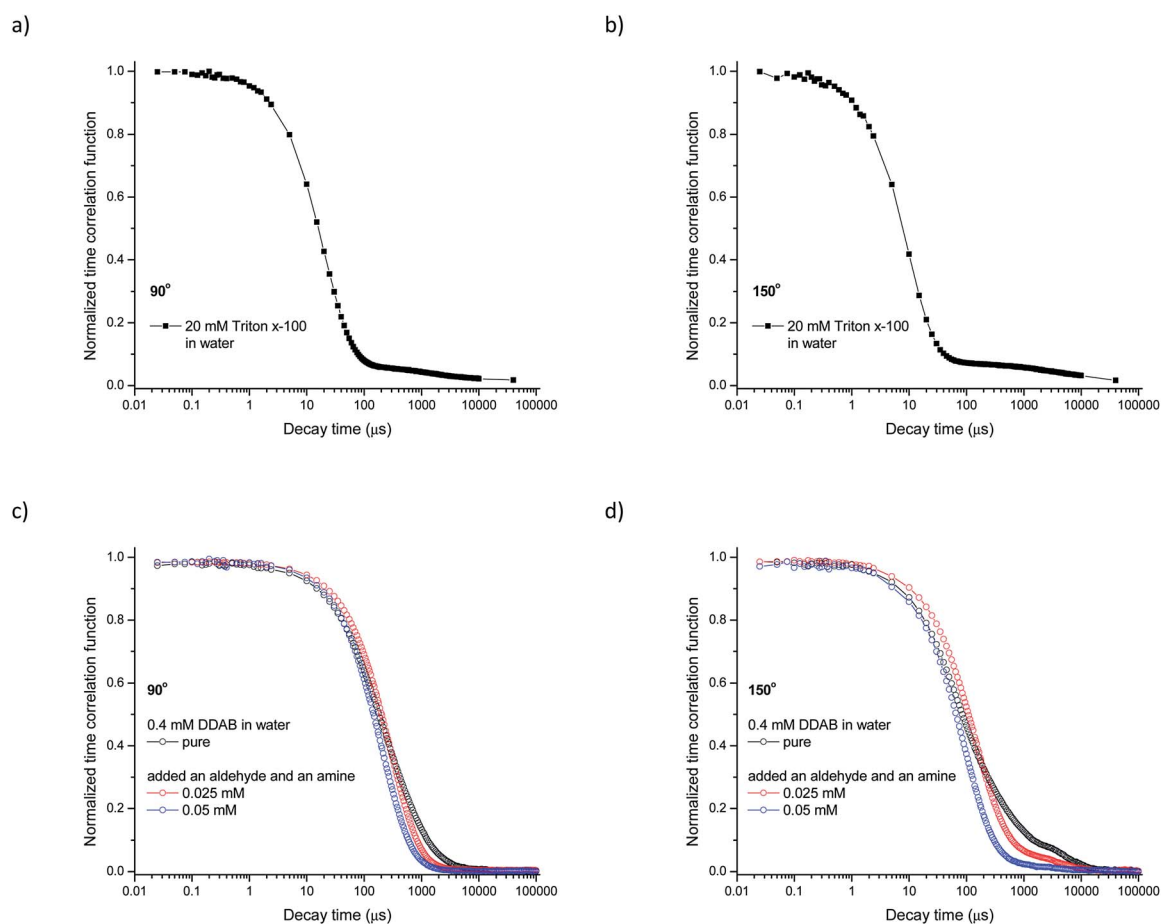 a)
Normalized time correlation function
1.0
0.8
0.6
0.4
0.2
0.0
90°
20 mM Triton x-100
in water
0.01 0.1 1 10 100 1000 10000 100000
Decay time (μs)
b)
Normalized time correlation function
1.0
0.8
0.6
0.4
0.2
0.0
150°
20 mM Triton x-100
in water
0.01 0.1 1 10 100 1000 10000 100000
Decay time (μs)
c)
Normalized time correlation function
1.0
0.8
0.6
0.4
0.2
0.0
90°
0.4 mM DDAB in water
pure
added an aldehyde and an amine
0.025 mM
0.05 mM
0.01 0.1 1 10 100 1000 10000 100000
Decay time (μs)
d)
Normalized time correlation function
1.0
0.8
0.6
0.4
0.2
0.0
150°
0.4 mM DDAB in water
pure
added an aldehyde and an amine
0.025 mM
0.05 mM
0.01 0.1 1 10 100 1000 10000 100000
Decay time (μs)